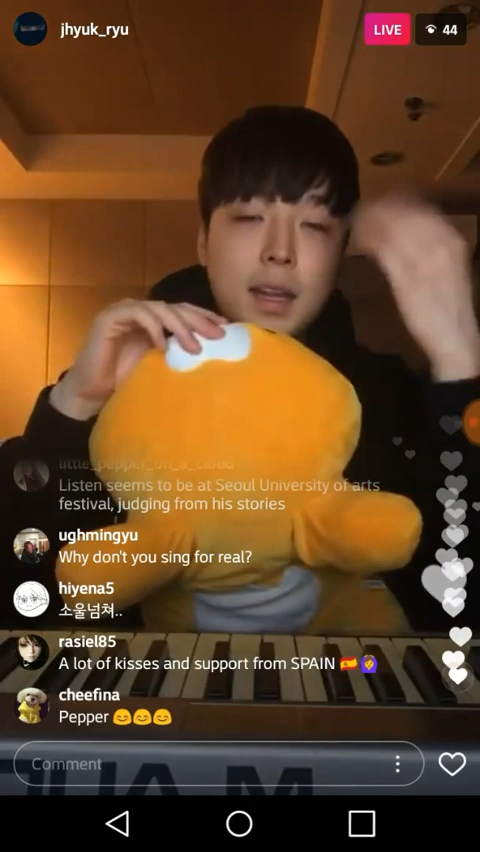 jhyuk_ryu
LIVE
44
little_pepper_on_a_cloud
Listen seems to be at Seoul University of arts
festival, judging from his stories
ughmingyu
Why don't you sing for real?
hiyena5
소울넘쳐..
rasiel85
A lot of kisses and support from SPAIN 🇪🇸🙆‍♀️
cheefina
Pepper 😊😊😊
Comment